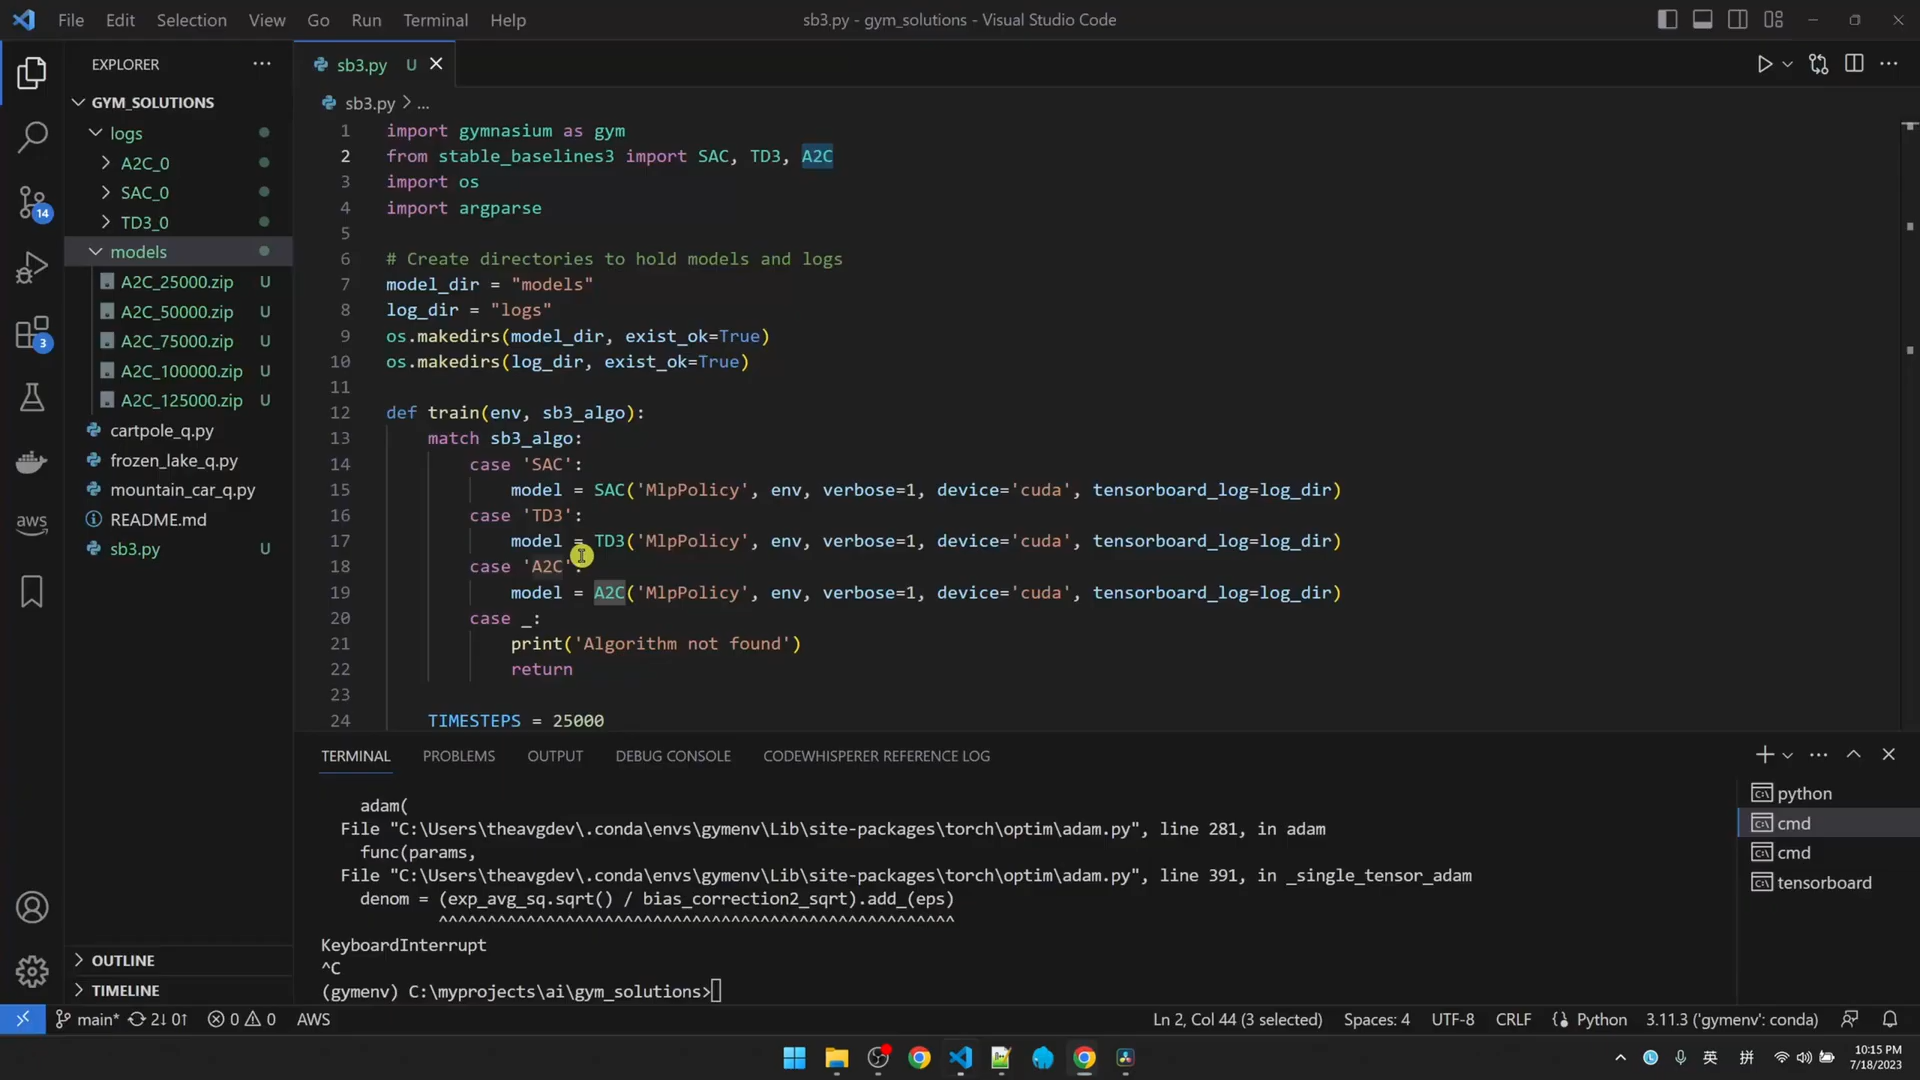 File Edit Selection View Go Run Terminal Help
sb3.py - gym_solutions - Visual Studio Code
EXPLORER
GYM_SOLUTIONS
logs
A2C_0
SAC_0
TD3_0
models
A2C_25000.zip U
A2C_50000.zip U
A2C_75000.zip U
A2C_100000.zip U
A2C_125000.zip U
cartpole_q.py
frozen_lake_q.py
mountain_car_q.py
README.md
sb3.py U
OUTLINE
TIMELINE
14
3
aws
sb3.py U
sb3.py > ...
1 import gymnasium as gym
2 from stable_baselines3 import SAC, TD3, A2C
3 import os
4 import argparse
5
6 # Create directories to hold models and logs
7 model_dir = "models"
8 log_dir = "logs"
9 os.makedirs(model_dir, exist_ok=True)
10 os.makedirs(log_dir, exist_ok=True)
11
12 def train(env, sb3_algo):
13 match sb3_algo:
14 case 'SAC':
15 model = SAC('MlpPolicy', env, verbose=1, device='cuda', tensorboard_log=log_dir)
16 case 'TD3':
17 model = TD3('MlpPolicy', env, verbose=1, device='cuda', tensorboard_log=log_dir)
18 case 'A2C':
19 model = A2C('MlpPolicy', env, verbose=1, device='cuda', tensorboard_log=log_dir)
20 case _:
21 print('Algorithm not found')
22 return
23
24 TIMESTEPS = 25000
TERMINAL PROBLEMS OUTPUT DEBUG CONSOLE CODEWHISPERER REFERENCE LOG
adam(
File "C:\Users\theavgdev\.conda\envs\gymenv\Lib\site-packages\torch\optim\adam.py", line 281, in adam
func(params,
File "C:\Users\theavgdev\.conda\envs\gymenv\Lib\site-packages\torch\optim\adam.py", line 391, in _single_tensor_adam
denom = (exp_avg_sq.sqrt() / bias_correction2_sqrt).add_(eps)
^^^^^^^^^^^^^^^^^^^^^^^^^^^^^^^^^^^^^^^^^^^^^^^^^^^^^
KeyboardInterrupt
^C
(gymenv) C:\myprojects\ai\gym_solutions>
python
cmd
cmd
tensorboard
main* 2↓ 0↑ 0 0 AWS
Ln 2, Col 44 (3 selected) Spaces: 4 UTF-8 CRLF Python 3.11.3 ('gymenv': conda)
英 拼 10:15 PM
7/18/2023